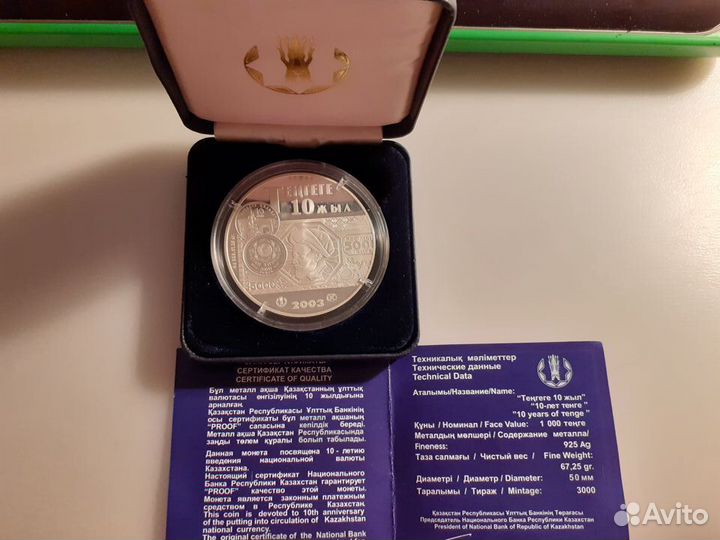 ТЕҢГЕГЕ
10 ЖЫЛ
5000
2003
СЕРТИФИКАТ КАЧЕСТВА
CERTIFICATE OF QUALITY
Бұл металл ақша Қазақстанның ұлттық
валютасы енгізілуінің 10 жылдығына
арналған.
Қазақстан Республикасы Ұлттық Банкінің
осы сертификаты бұл металл ақшаның
"PROOF" сапасына кепілдік береді.
Металл ақша Қазақстан Республикасында
заңды төлем құралы болып табылады.
Данная монета посвящена 10 - летию
введения национальной валюты
Казахстана.
Настоящий сертификат Национального
Банка Республики Казахстан гарантирует
"PROOF" качество этой монеты.
Монета является законным платежным
средством в Республике Казахстан.
This coin is devoted to 10th anniversary
of the putting into circulation of Kazakhstan
national currency.
The original certificate of the National Bank
Техникалық мәліметтер
Технические данные
Technical Data
Аталымы/Название/Name:
"Теңгеге 10 жыл"
"10-лет тенге "
"10 years of tenge "
Құны / Номинал / Face Value: 1 000 теңге
Металдың мөлшері / Содержание металла/
Fineness: 925 Ag
Таза салмағы / Чистый вес / Fine Weight:
67,25 gr.
Диаметрі / Диаметр / Diameter: 50 мм
Таралымы / Тираж / Mintage: 3000
Қазақстан Республикасы Ұлттық Банкінің Төрағасы
Председатель Национального Банка Республики Казахстан
President of National Bank of Republic of Kazakhstan
Avito